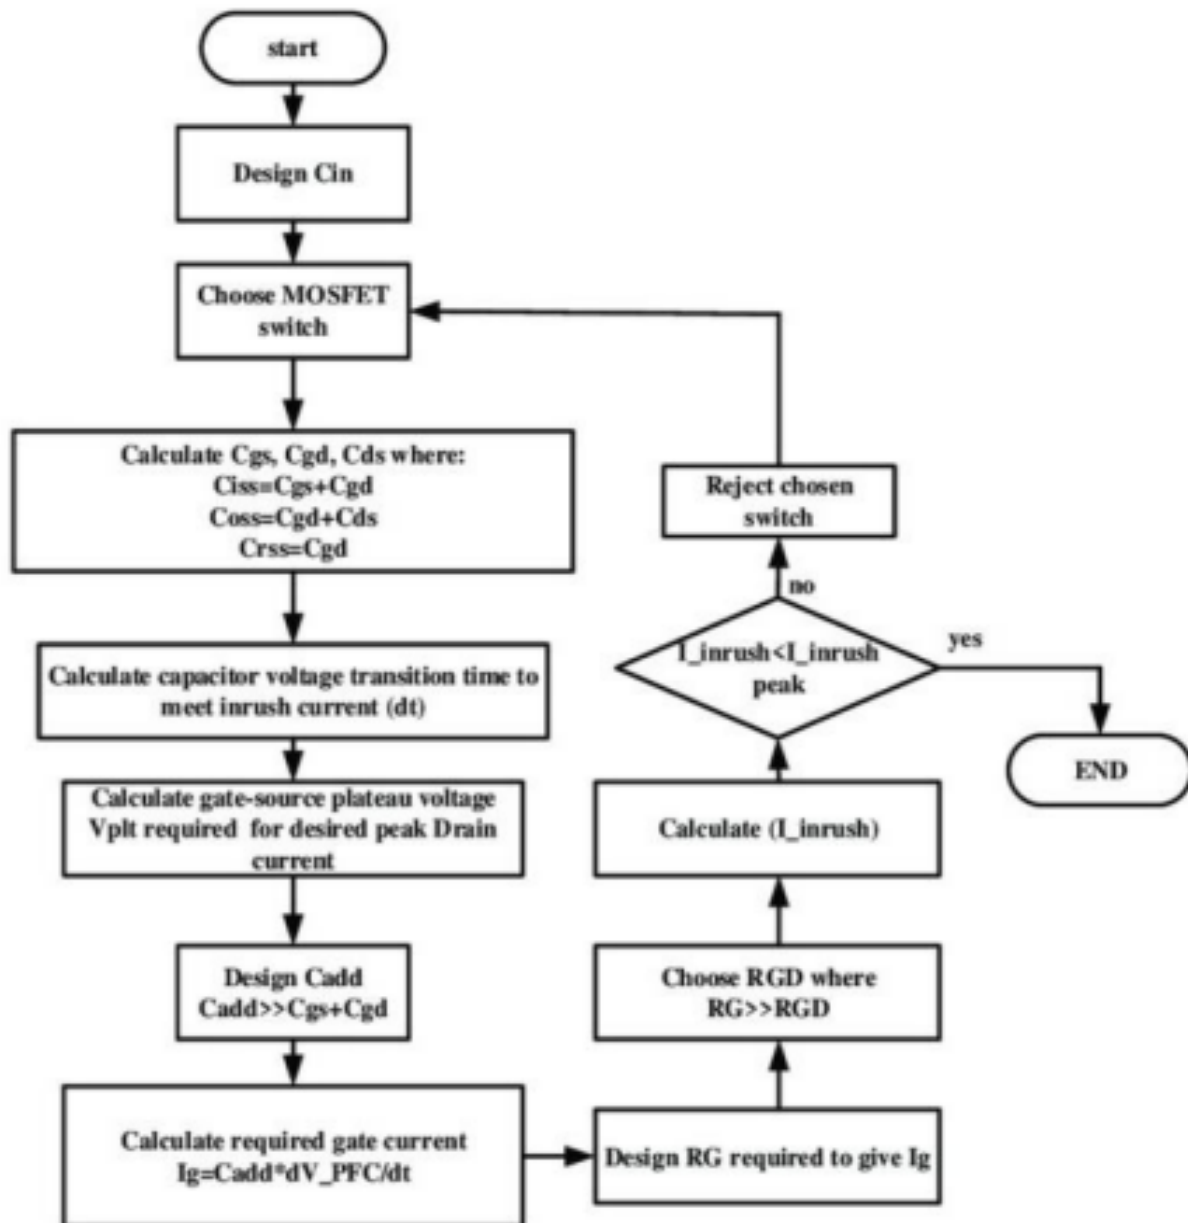 start
Design Cin
Choose MOSFET
switch
Calculate Cgs, Cgd, Cds where:
Ciss=Cgs+Cgd
Coss=Cgd+Cds
Crss=Cgd
Calculate capacitor voltage transition time to
meet inrush current (dt)
Calculate gate-source plateau voltage
Vplt required for desired peak Drain
current
Design Cadd
Cadd>>Cgs+Cgd
Calculate required gate current
Ig=Cadd*dV_PFC/dt
Design RG required to give Ig
Choose RGD where
RG>>RGD
Calculate (I_inrush)
I_inrush<I_inrush
peak
no
yes
Reject chosen
switch
END